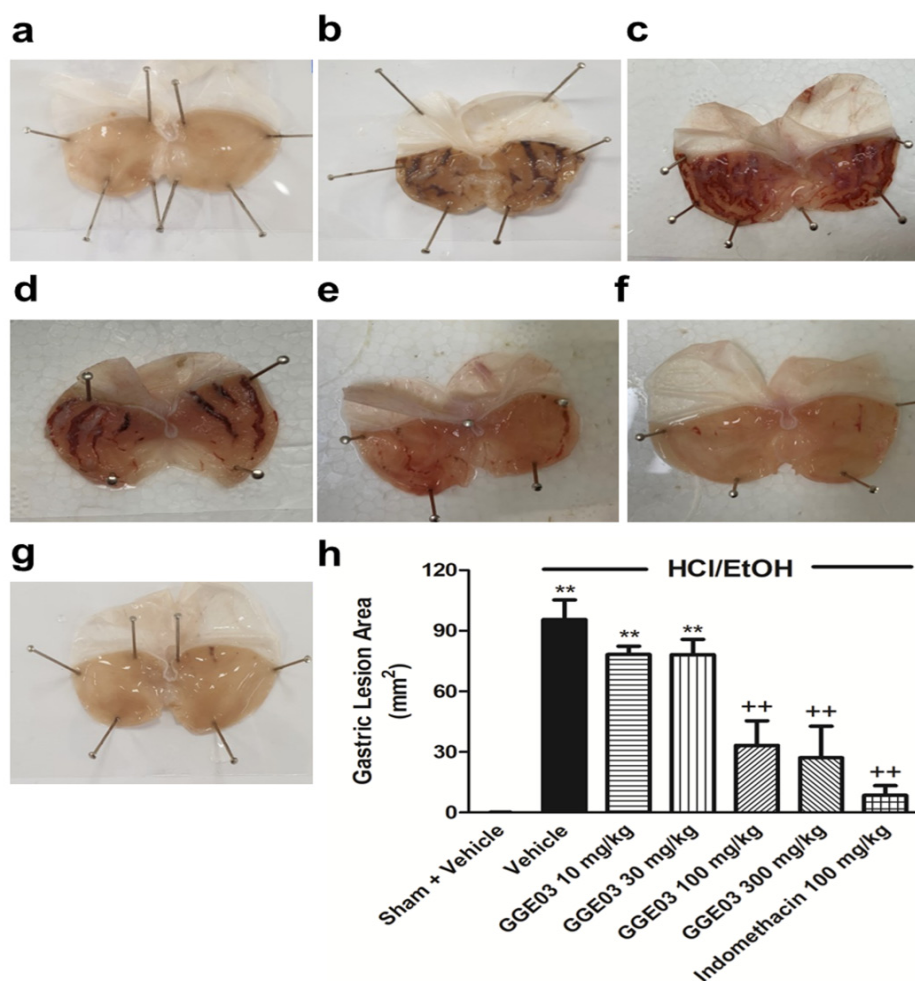 a
b
c
d
e
f
g
h
HCl/EtOH
120
90
60
30
0
Gastric Lesion Area
(mm²)
**
**
**
++
++
++
Sham + Vehicle
Vehicle
GGE03 10 mg/kg
GGE03 30 mg/kg
GGE03 100 mg/kg
GGE03 300 mg/kg
Indomethacin 100 mg/kg